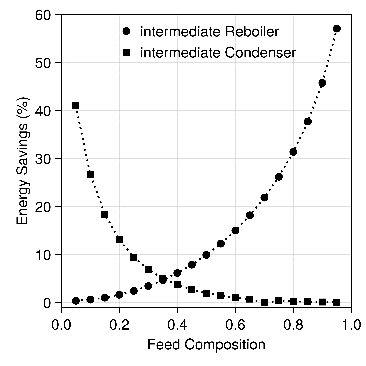 60
50
40
30
20
10
0
Energy Savings (%)
intermediate Reboiler
intermediate Condenser
0.0 0.2 0.4 0.6 0.8 1.0
Feed Composition